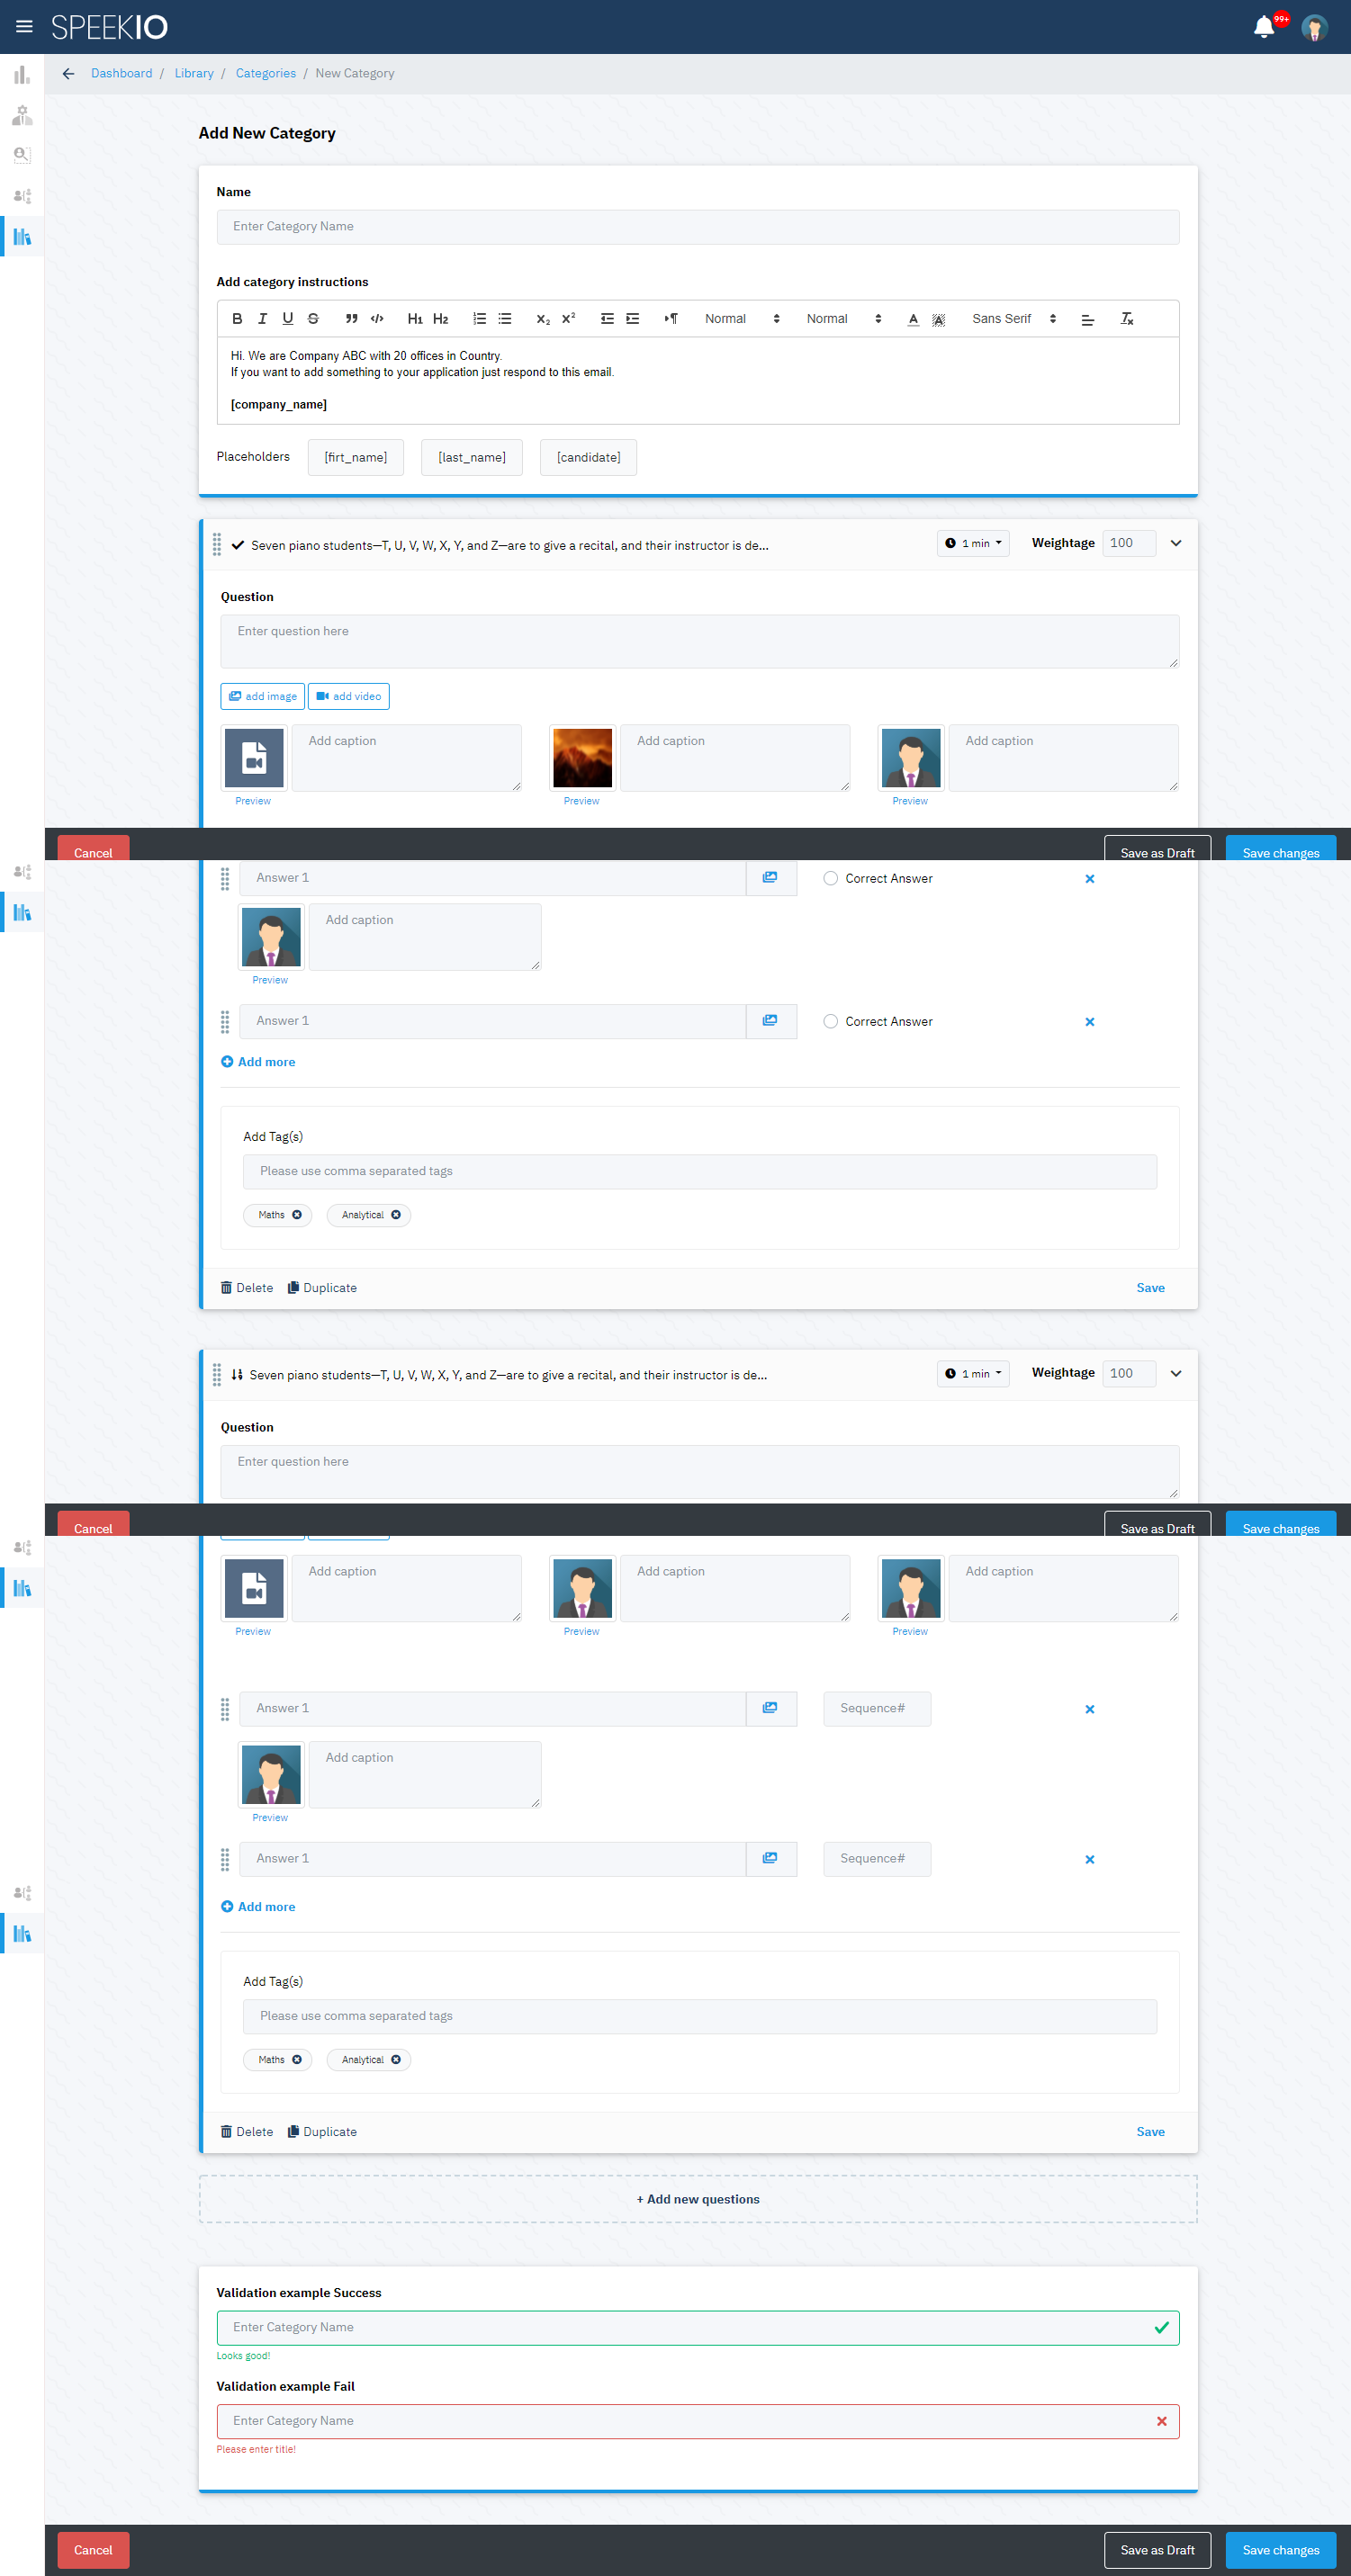 SPEEKIO
99+
Dashboard / Library / Categories / New Category
Add New Category
Name
Enter Category Name
Add category instructions
B I U S H1 H2 X2 X2 Normal Normal A A Sans Serif Tx
Hi. We are Company ABC with 20 offices in Country.
If you want to add something to your application just respond to this email.
[company_name]
Placeholders [firt_name] [last_name] [candidate]
Seven piano students—T, U, V, W, X, Y, and Z—are to give a recital, and their instructor is de... 1 min Weightage 100
Question
Enter question here
add image add video
Add caption Add caption Add caption
Preview Preview Preview
Cancel Save as Draft Save changes
Answer 1 Correct Answer
Add caption
Preview
Answer 1 Correct Answer
Add more
Add Tag(s)
Please use comma separated tags
Maths Analytical
Delete Duplicate Save
Seven piano students—T, U, V, W, X, Y, and Z—are to give a recital, and their instructor is de... 1 min Weightage 100
Question
Enter question here
Cancel Save as Draft Save changes
Add caption Add caption Add caption
Preview Preview Preview
Answer 1 Sequence#
Add caption
Preview
Answer 1 Sequence#
Add more
Add Tag(s)
Please use comma separated tags
Maths Analytical
Delete Duplicate Save
+ Add new questions
Validation example Success
Enter Category Name
Looks good!
Validation example Fail
Enter Category Name
Please enter title!
Cancel Save as Draft Save changes